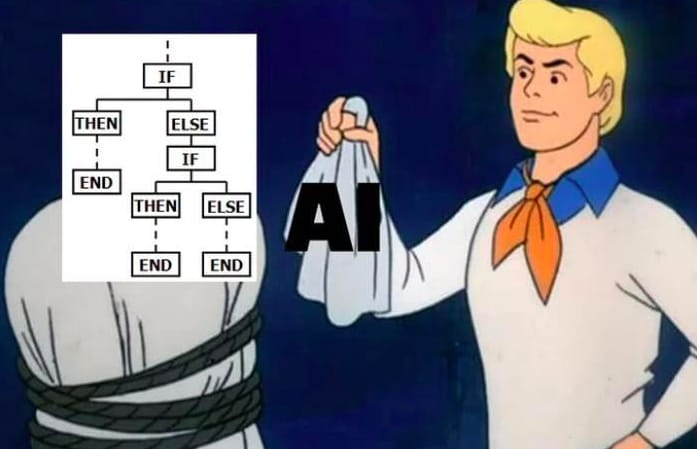 IF
THEN ELSE
IF
END
THEN ELSE
END END
AI